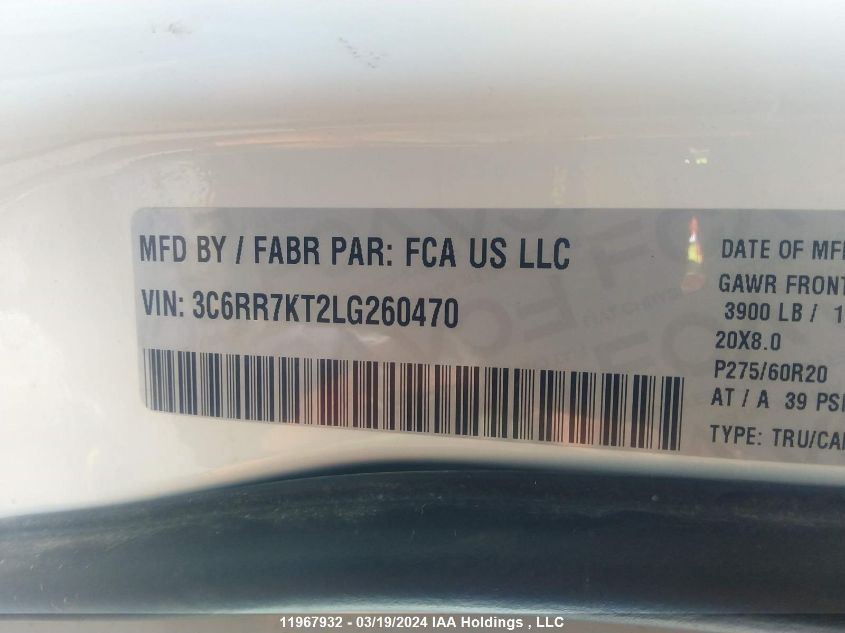 MFD BY / FABR PAR: FCA US LLC
VIN: 3C6RR7KT2LG260470
DATE OF MF
GAWR FRONT
3900 LB / 1
20X8.0
P275/60R20
AT / A 39 PSI
TYPE: TRU/CA
11967932 - 03/19/2024 IAA Holdings , LLC